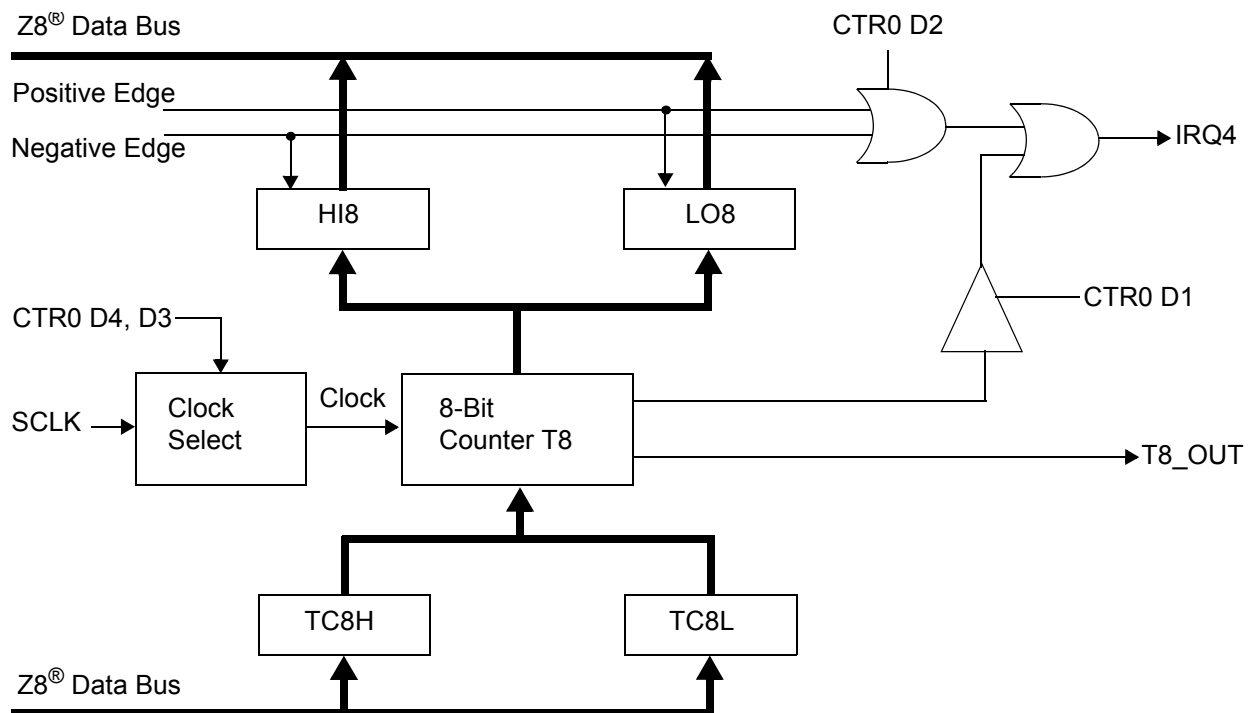 Z8® Data Bus
CTR0 D2
Positive Edge
Negative Edge
IRQ4
HI8
LO8
CTR0 D1
CTR0 D4, D3
SCLK
Clock
Select
Clock
8-Bit
Counter T8
T8_OUT
TC8H
TC8L
Z8® Data Bus